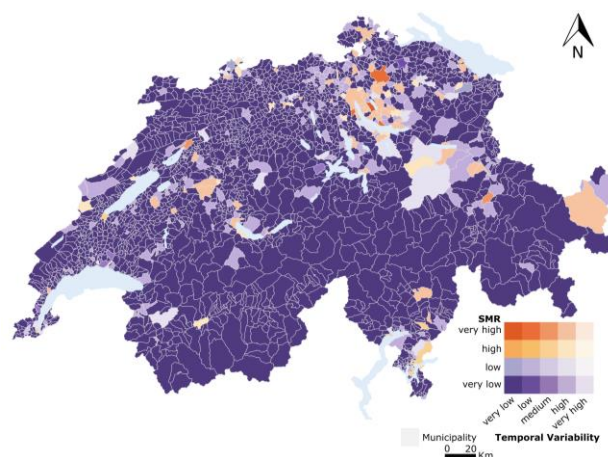 N
SMR
very high
high
low
very low
very low
low
medium
high
very high
Municipality
Temporal Variability
0 20
Km